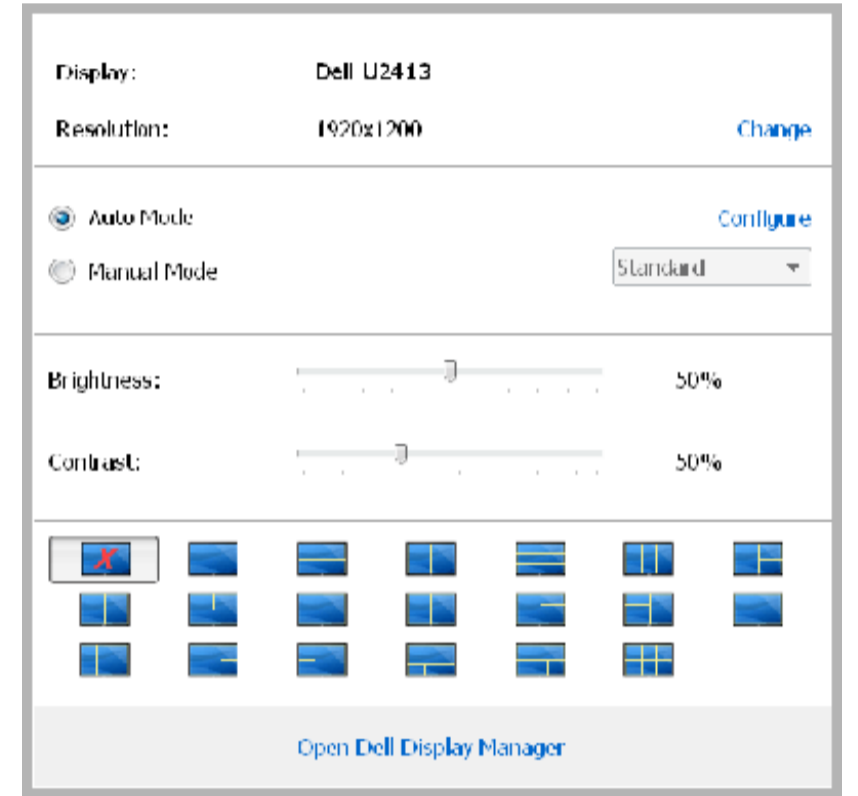 Display: Dell U2413
Resolution: 1920x1200 Change
Auto Mode Configure
Manual Mode Standard
Brightness: 50%
Contrast: 50%
X
Open Dell Display Manager